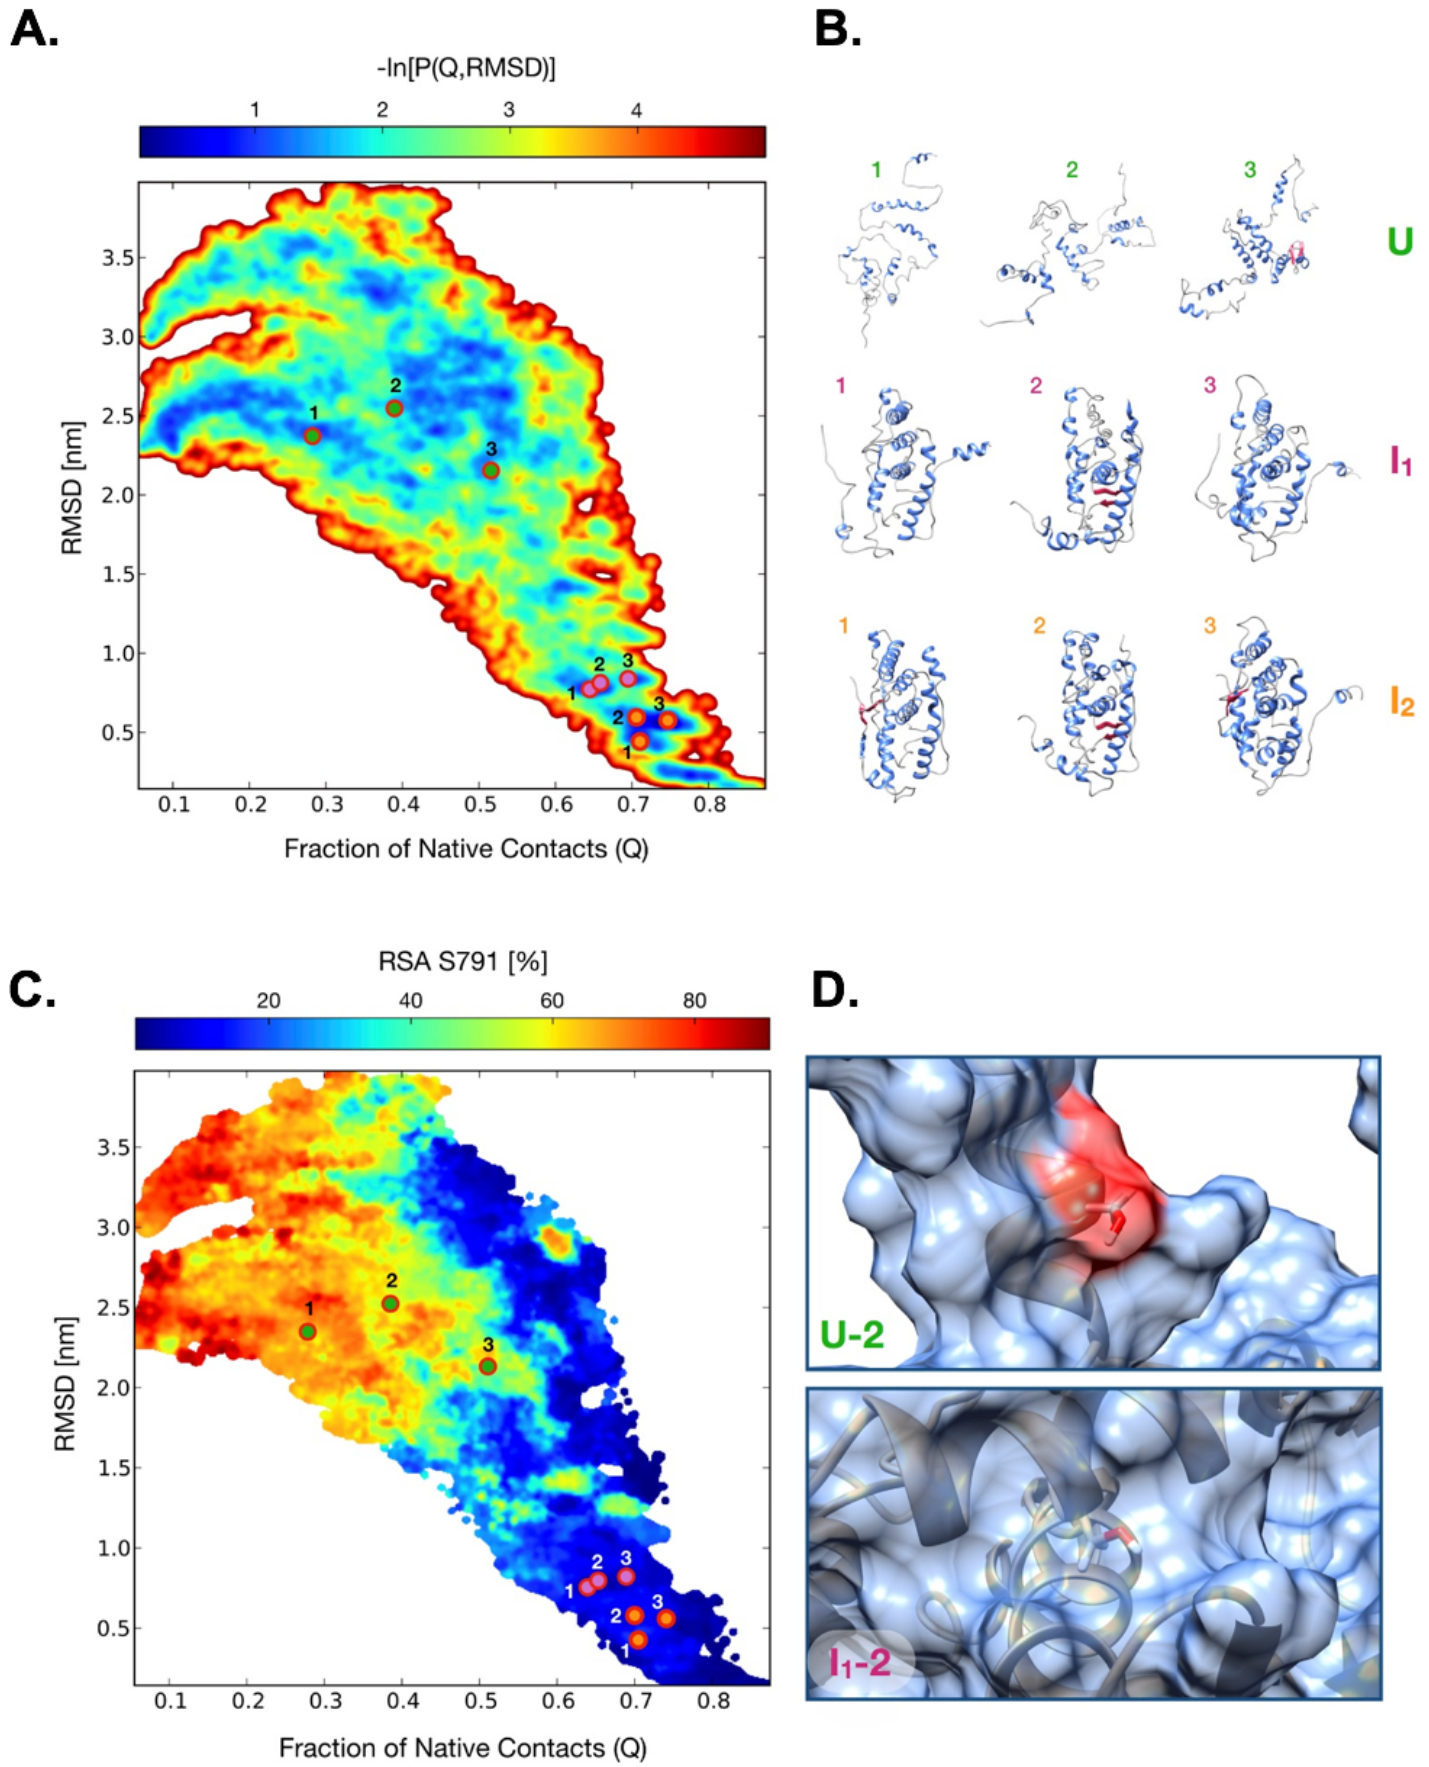 A.
-ln[P(Q,RMSD)]
1 2 3 4
3.5
3.0
2.5
2.0
1.5
1.0
0.5
RMSD [nm]
1
2
3
1
2
3
2
3
1
0.1 0.2 0.3 0.4 0.5 0.6 0.7 0.8
Fraction of Native Contacts (Q)
B.
1 2 3
U
1 2 3
I1
1 2 3
I2
C.
RSA S791 [%]
20 40 60 80
3.5
3.0
2.5
2.0
1.5
1.0
0.5
RMSD [nm]
1
2
3
1
2
3
2
3
1
0.1 0.2 0.3 0.4 0.5 0.6 0.7 0.8
Fraction of Native Contacts (Q)
D.
U-2
I1-2